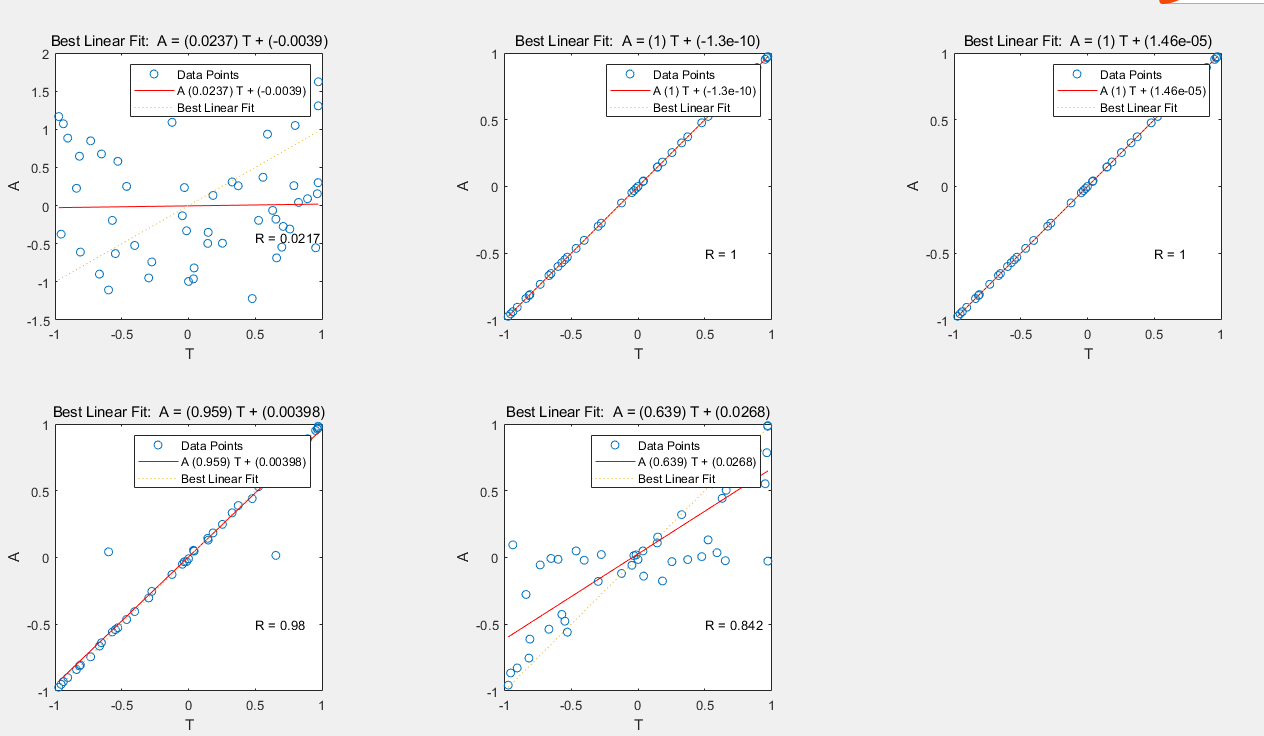 Best Linear Fit: A = (0.0237) T + (-0.0039)
2
1.5
1
0.5
0
-0.5
-1
-1.5
A
Data Points
A (0.0237) T + (-0.0039)
Best Linear Fit
R = 0.0217
-1 -0.5 0 0.5 1
T
Best Linear Fit: A = (1) T + (-1.3e-10)
1
0.5
0
-0.5
-1
A
Data Points
A (1) T + (-1.3e-10)
Best Linear Fit
R = 1
-1 -0.5 0 0.5 1
T
Best Linear Fit: A = (1) T + (1.46e-05)
1
0.5
0
-0.5
-1
A
Data Points
A (1) T + (1.46e-05)
Best Linear Fit
R = 1
-1 -0.5 0 0.5 1
T
Best Linear Fit: A = (0.959) T + (0.00398)
1
0.5
0
-0.5
-1
A
Data Points
A (0.959) T + (0.00398)
Best Linear Fit
R = 0.98
-1 -0.5 0 0.5 1
T
Best Linear Fit: A = (0.639) T + (0.0268)
1
0.5
0
-0.5
-1
A
Data Points
A (0.639) T + (0.0268)
Best Linear Fit
R = 0.842
-1 -0.5 0 0.5 1
T